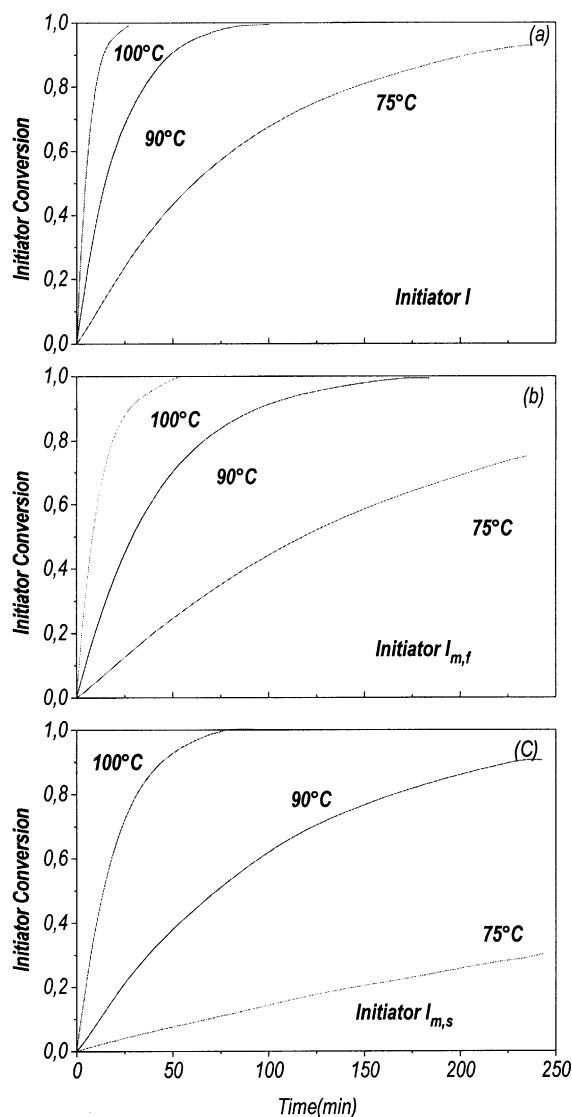 1,0
(a)
100°C
0,8
75°C
90°C
0,6
0,4
0,2
Initiator I
0,0
Initiator Conversion
1,0
(b)
100°C
0,8
90°C
0,6
75°C
0,4
0,2
Initiator I_m,f
0,0
Initiator Conversion
1,0
(C)
100°C
90°C
0,8
0,6
0,4
75°C
0,2
Initiator I_m,s
0,0
Initiator Conversion
0 50 100 150 200 250
Time(min)